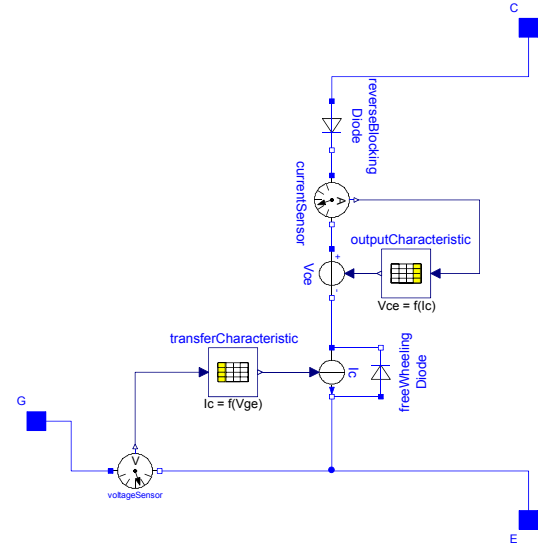 C
reverseBlocking
Diode
currentSensor
A
outputCharacteristic
+
Vce
-
Vce = f(Ic)
transferCharacteristic
Ic
freeWheeling
Diode
Ic = f(Vge)
G
V
voltageSensor
E